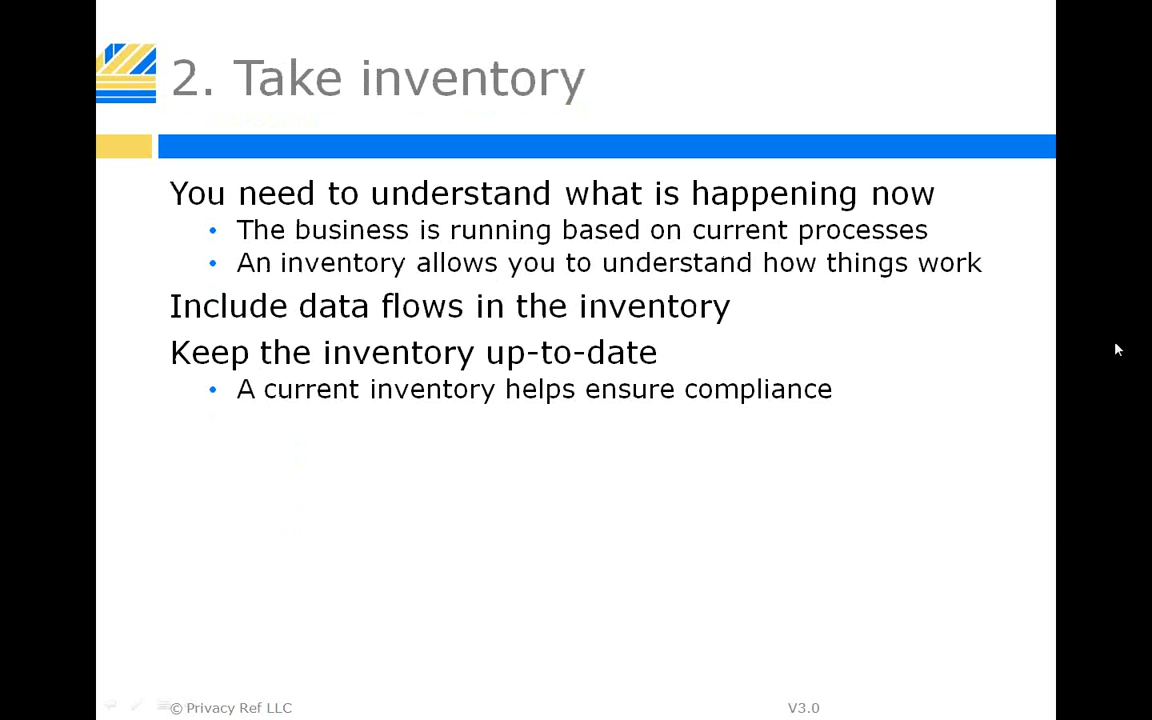 2. Take inventory
You need to understand what is happening now
• The business is running based on current processes
• An inventory allows you to understand how things work
Include data flows in the inventory
Keep the inventory up-to-date
• A current inventory helps ensure compliance
© Privacy Ref LLC
V3.0